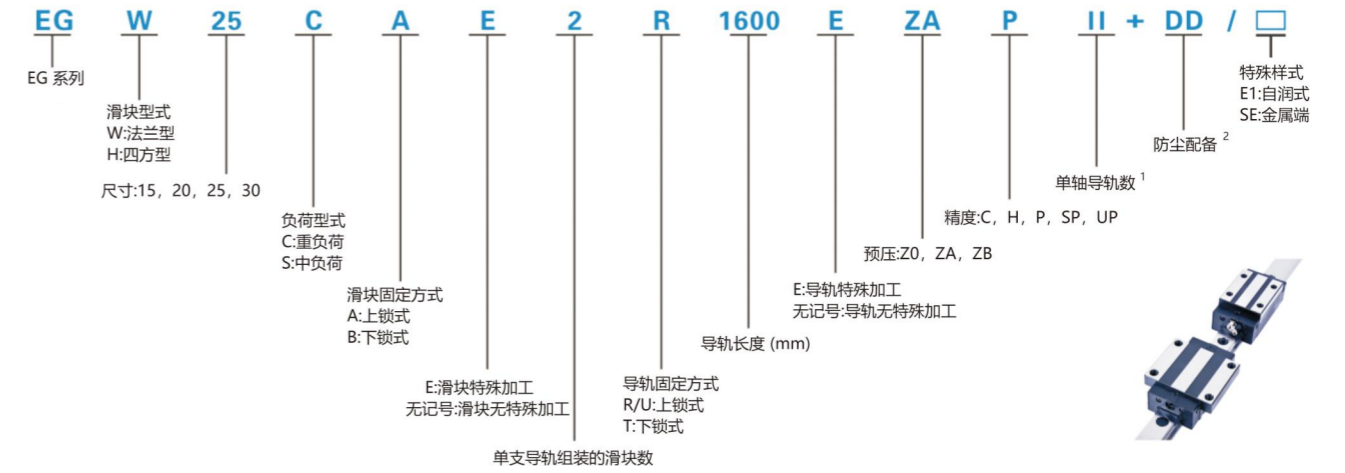 EG W 25 C A E 2 R 1600 E ZA P II + DD / □
EG 系列
滑块型式
W:法兰型
H:四方型
尺寸:15，20，25，30
负荷型式
C:重负荷
S:中负荷
滑块固定方式
A:上锁式
B:下锁式
E:滑块特殊加工
无记号:滑块无特殊加工
单支导轨组装的滑块数
导轨固定方式
R/U:上锁式
T:下锁式
导轨长度 (mm)
E:导轨特殊加工
无记号:导轨无特殊加工
预压:Z0，ZA，ZB
精度:C，H，P，SP，UP
单轴导轨数 1
防尘配备 2
特殊样式
E1:自润式
SE:金属端